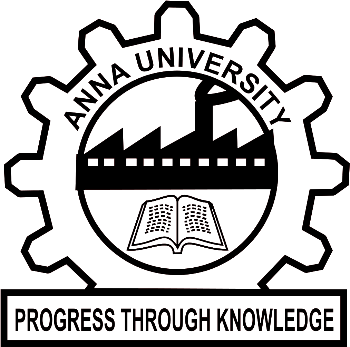 ANNA UNIVERSITY
PROGRESS THROUGH KNOWLEDGE